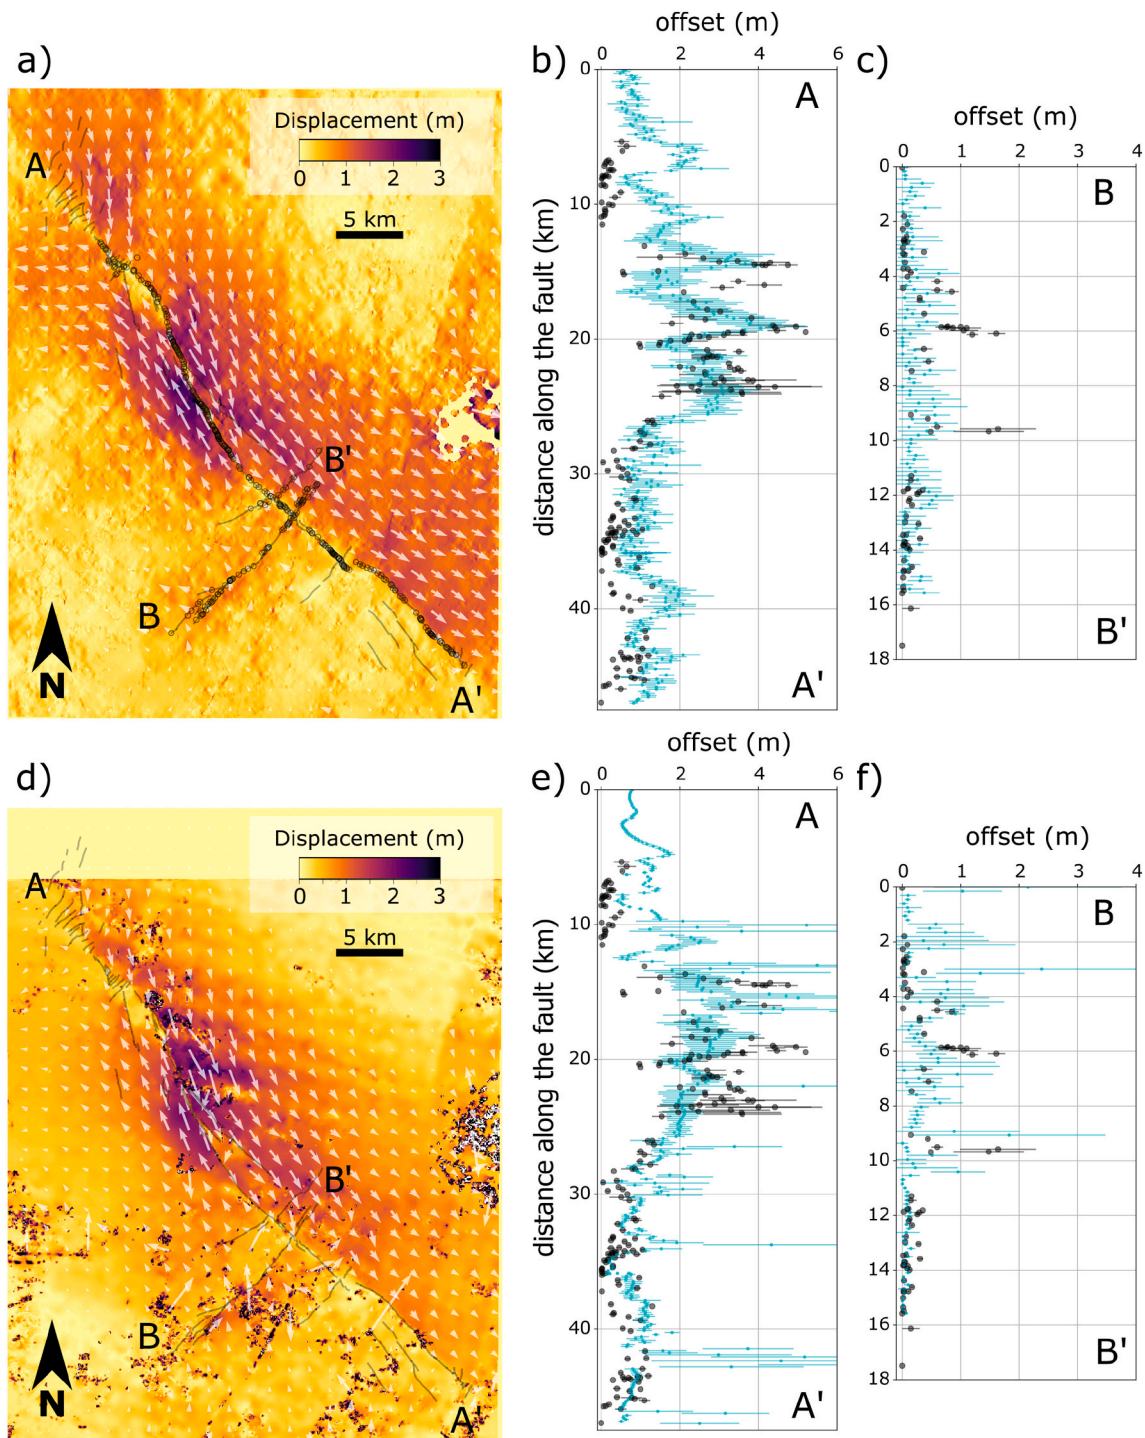 a)
Displacement (m)
0 1 2 3
5 km
A
B'
B
A'
N
b)
offset (m)
0 2 4 6
A
distance along the fault (km)
0
10
20
30
40
A'
c)
offset (m)
0 1 2 3 4
B
0
2
4
6
8
10
12
14
16
18
B'
d)
Displacement (m)
0 1 2 3
5 km
A
B'
B
A'
N
e)
offset (m)
0 2 4 6
A
distance along the fault (km)
0
10
20
30
40
A'
f)
offset (m)
0 1 2 3 4
B
0
2
4
6
8
10
12
14
16
18
B'